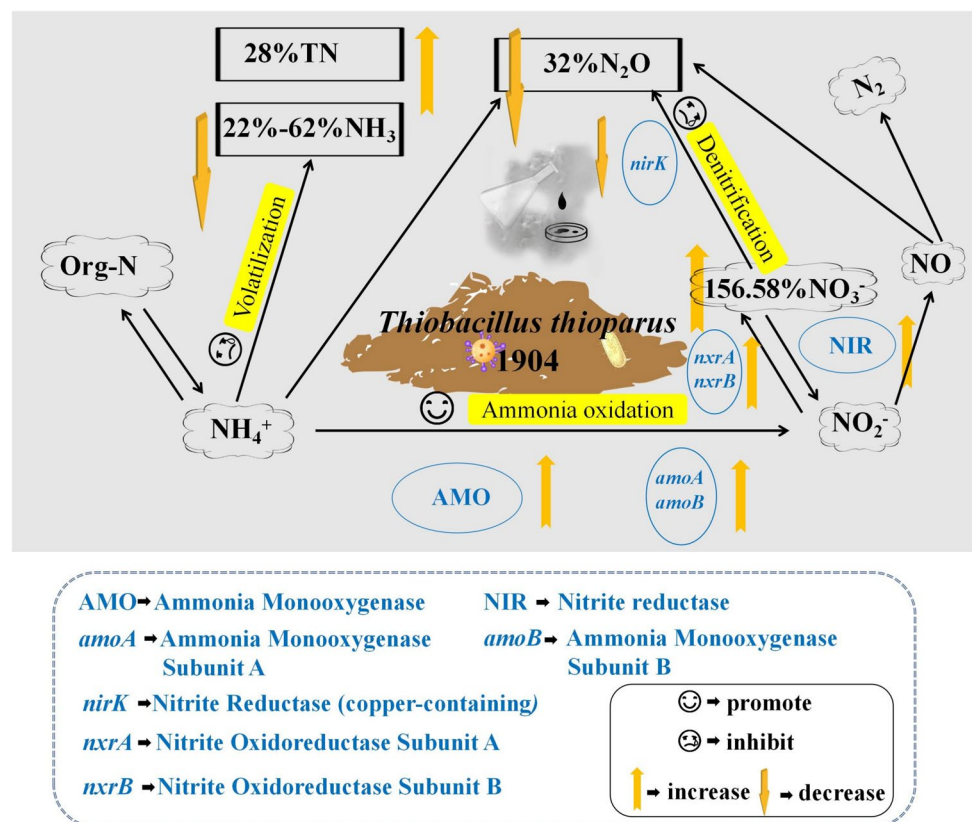 28%TN
32%N₂O
N₂
22%-62%NH₃
nirK
Denitrification
Volatilization
Org-N
NO
156.58%NO₃⁻
Thiobacillus thioparus
1904
nxrA
nxrB
NIR
Ammonia oxidation
NH₄⁺
NO₂⁻
AMO
amoA
amoB
AMO➡Ammonia Monooxygenase
NIR ➡ Nitrite reductase
amoA ➡Ammonia Monooxygenase
Subunit A
amoB➡ Ammonia Monooxygenase
Subunit B
nirK ➡Nitrite Reductase (copper-containing)
nxrA ➡ Nitrite Oxidoreductase Subunit A
nxrB ➡ Nitrite Oxidoreductase Subunit B
➡ promote
➡ inhibit
➡ increase
➡ decrease